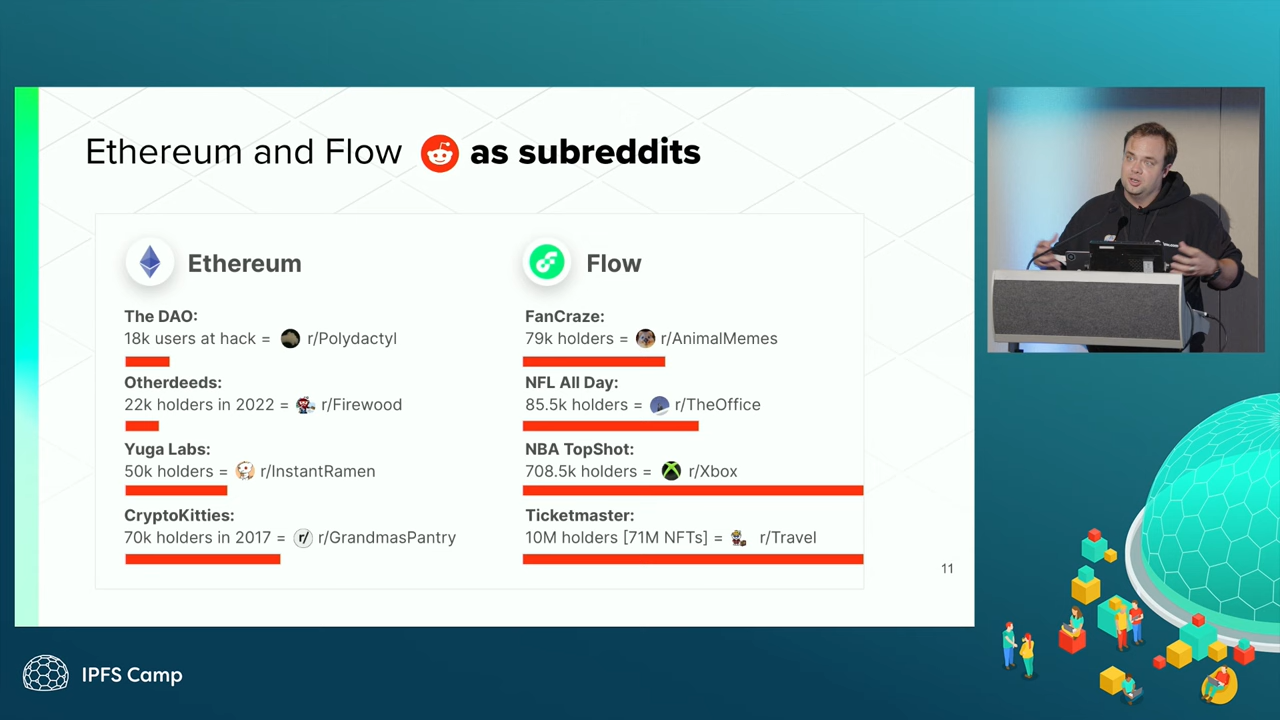 Ethereum and Flow as subreddits
Ethereum
The DAO:
18k users at hack = r/Polydactyl
Otherdeeds:
22k holders in 2022 = r/Firewood
Yuga Labs:
50k holders = r/InstantRamen
CryptoKitties:
70k holders in 2017 = r/ r/GrandmasPantry
Flow
FanCraze:
79k holders = r/AnimalMemes
NFL All Day:
85.5k holders = r/TheOffice
NBA TopShot:
708.5k holders = r/Xbox
Ticketmaster:
10M holders [71M NFTs] = r/Travel
11
IPFS Camp